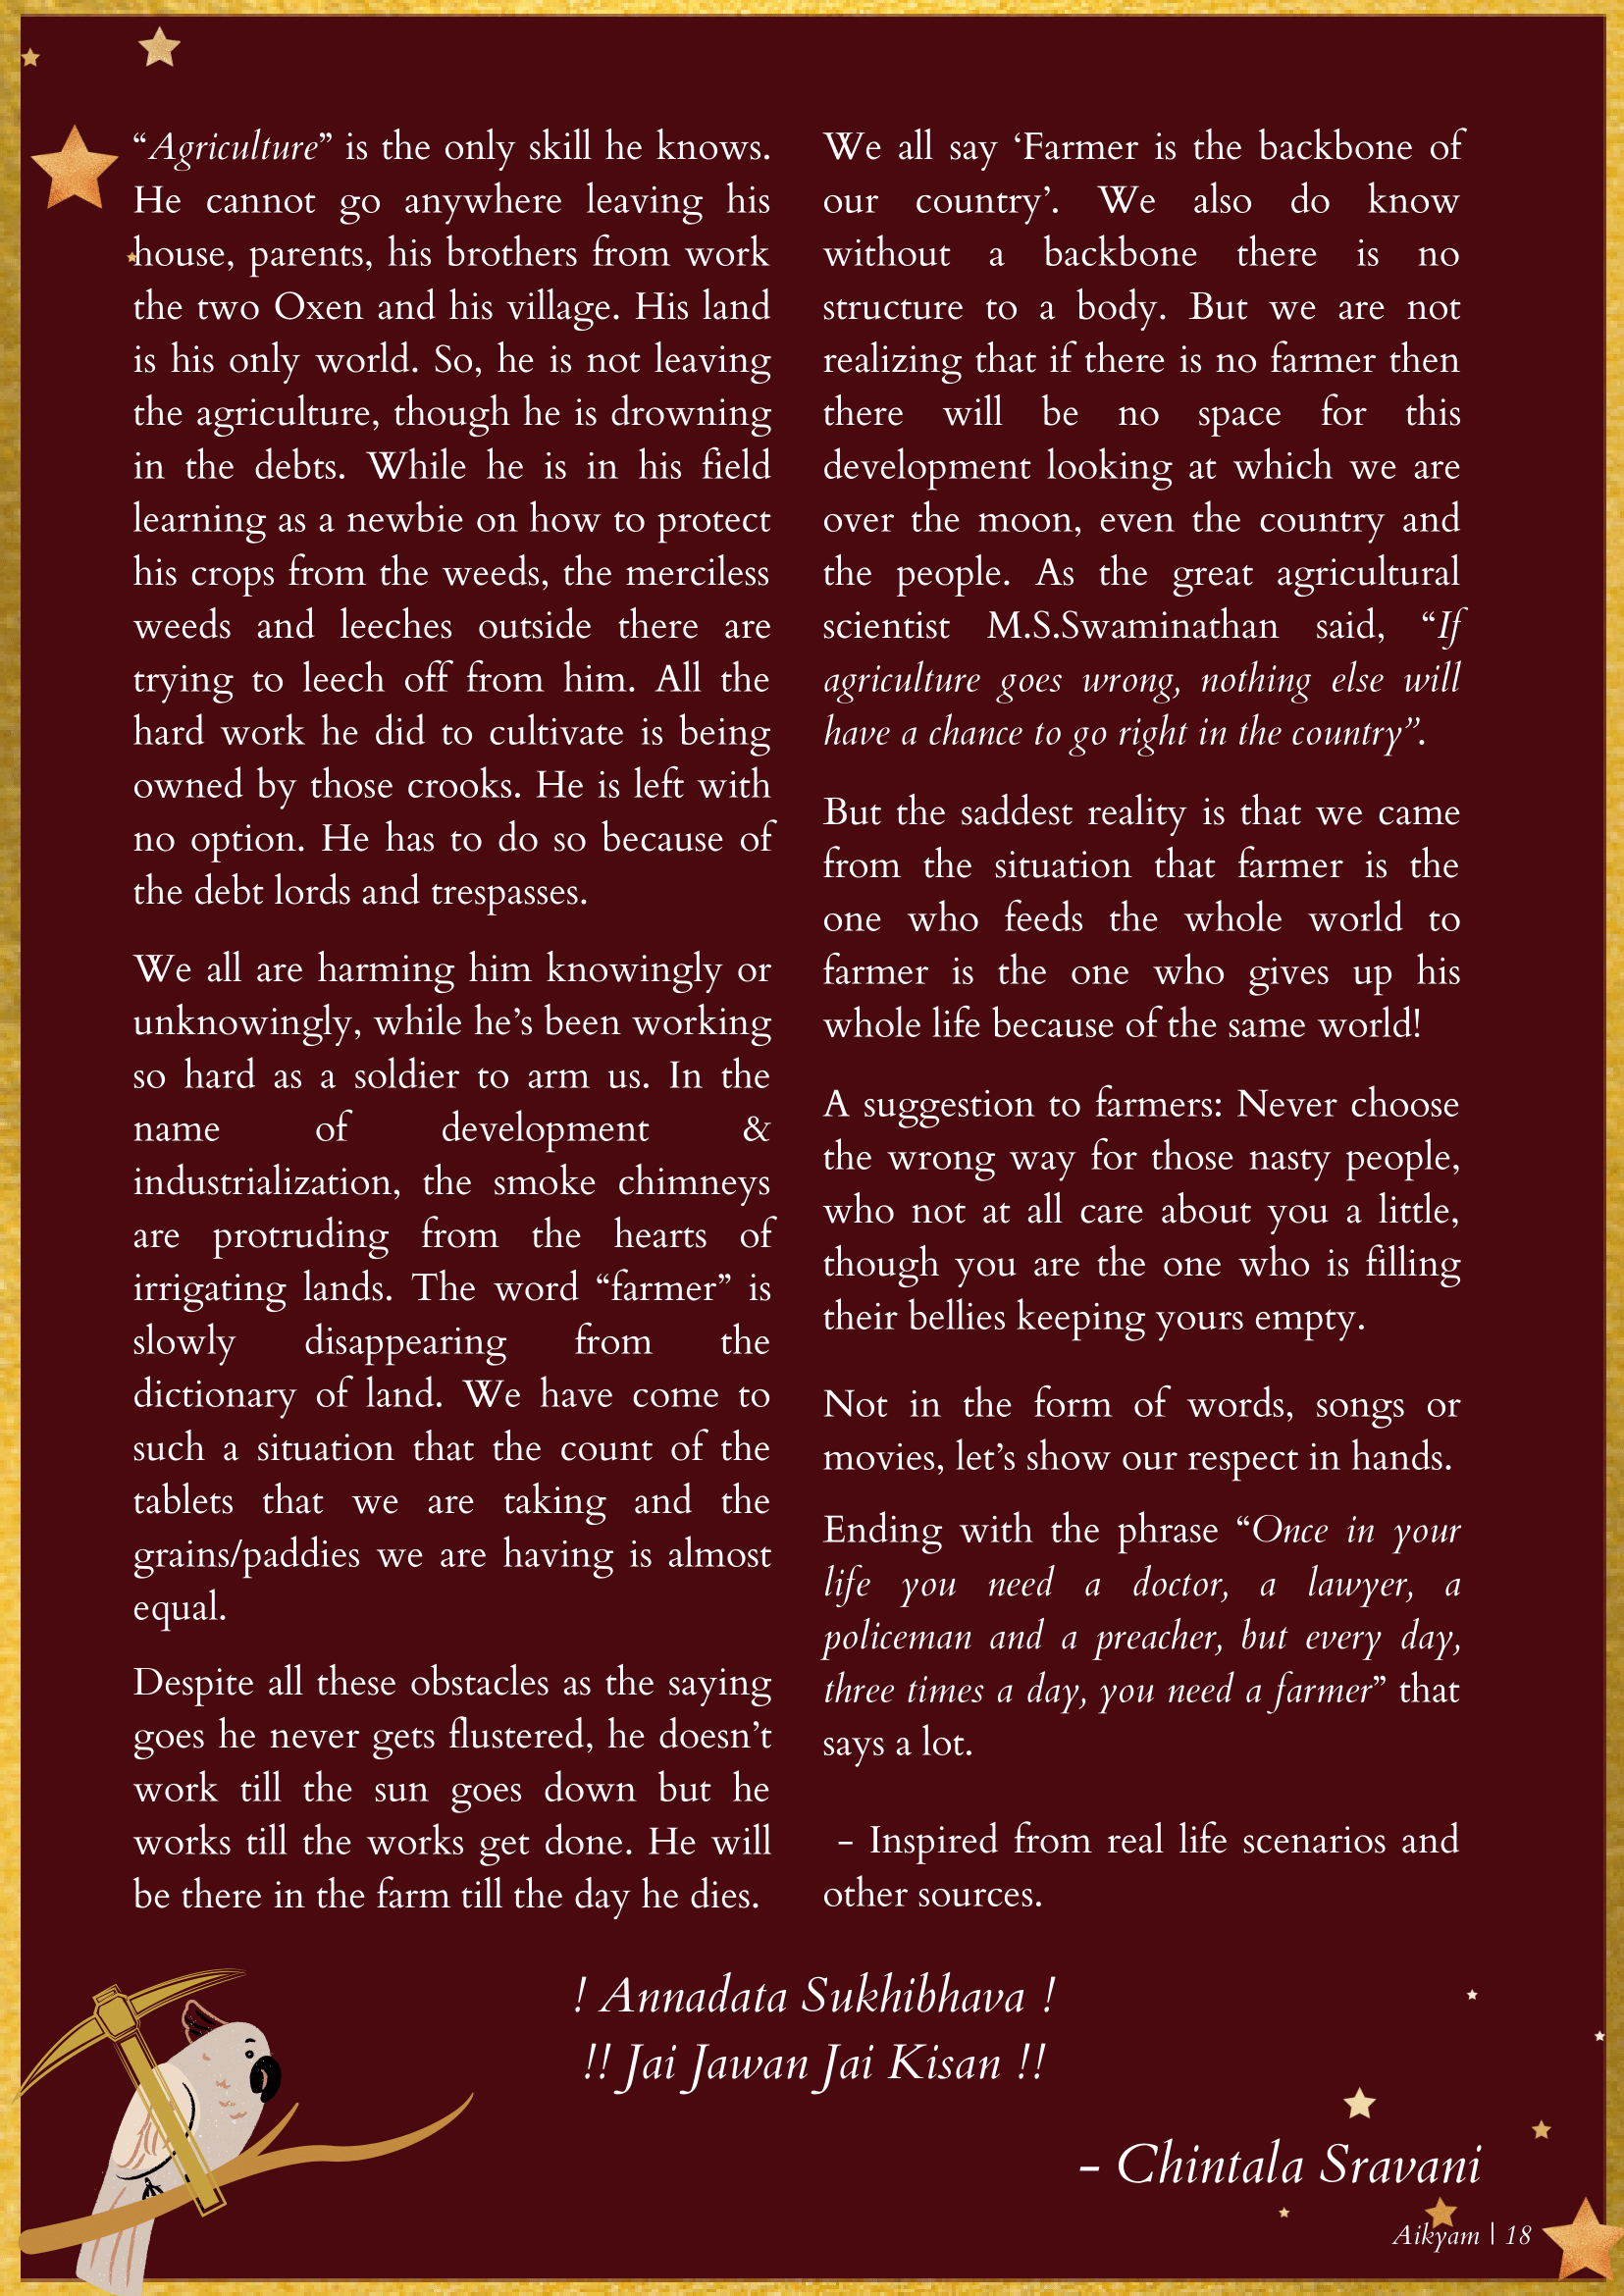 “Agriculture” is the only skill he knows.
He cannot go anywhere leaving his
house, parents, his brothers from work
the two Oxen and his village. His land
is his only world. So, he is not leaving
the agriculture, though he is drowning
in the debts. While he is in his field
learning as a newbie on how to protect
his crops from the weeds, the merciless
weeds and leeches outside there are
trying to leech off from him. All the
hard work he did to cultivate is being
owned by those crooks. He is left with
no option. He has to do so because of
the debt lords and trespasses.
We all are harming him knowingly or
unknowingly, while he’s been working
so hard as a soldier to arm us. In the
name of development &
industrialization, the smoke chimneys
are protruding from the hearts of
irrigating lands. The word “farmer” is
slowly disappearing from the
dictionary of land. We have come to
such a situation that the count of the
tablets that we are taking and the
grains/paddies we are having is almost
equal.
Despite all these obstacles as the saying
goes he never gets flustered, he doesn’t
work till the sun goes down but he
works till the works get done. He will
be there in the farm till the day he dies.
We all say ‘Farmer is the backbone of
our country’. We also do know
without a backbone there is no
structure to a body. But we are not
realizing that if there is no farmer then
there will be no space for this
development looking at which we are
over the moon, even the country and
the people. As the great agricultural
scientist M.S.Swaminathan said, “If
agriculture goes wrong, nothing else will
have a chance to go right in the country”.
But the saddest reality is that we came
from the situation that farmer is the
one who feeds the whole world to
farmer is the one who gives up his
whole life because of the same world!
A suggestion to farmers: Never choose
the wrong way for those nasty people,
who not at all care about you a little,
though you are the one who is filling
their bellies keeping yours empty.
Not in the form of words, songs or
movies, let’s show our respect in hands.
Ending with the phrase “Once in your
life you need a doctor, a lawyer, a
policeman and a preacher, but every day,
three times a day, you need a farmer” that
says a lot.
- Inspired from real life scenarios and
other sources.
! Annadata Sukhibhava !
!! Jai Jawan Jai Kisan !!
- Chintala Sravani
Aikyam | 18